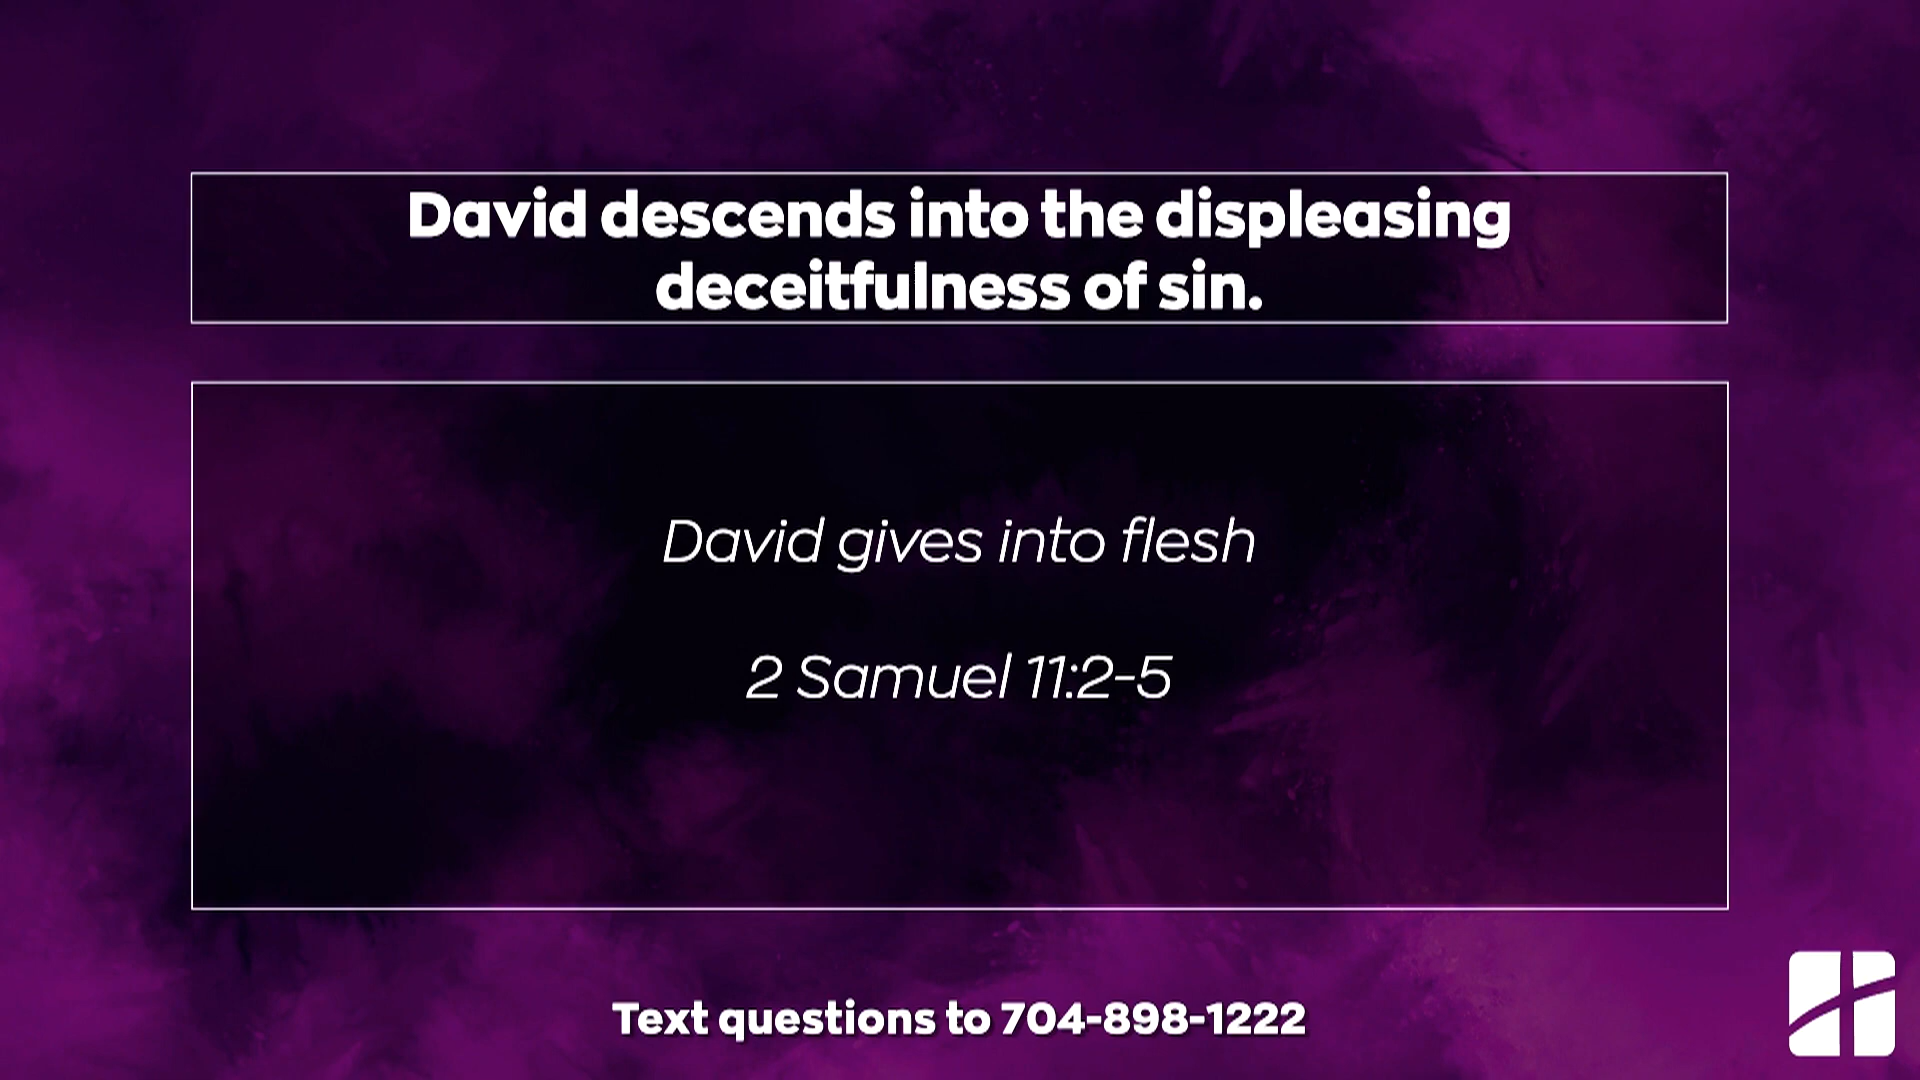 David descends into the displeasing
deceitfulness of sin.
David gives into flesh
2 Samuel 11:2-5
Text questions to 704-898-1222